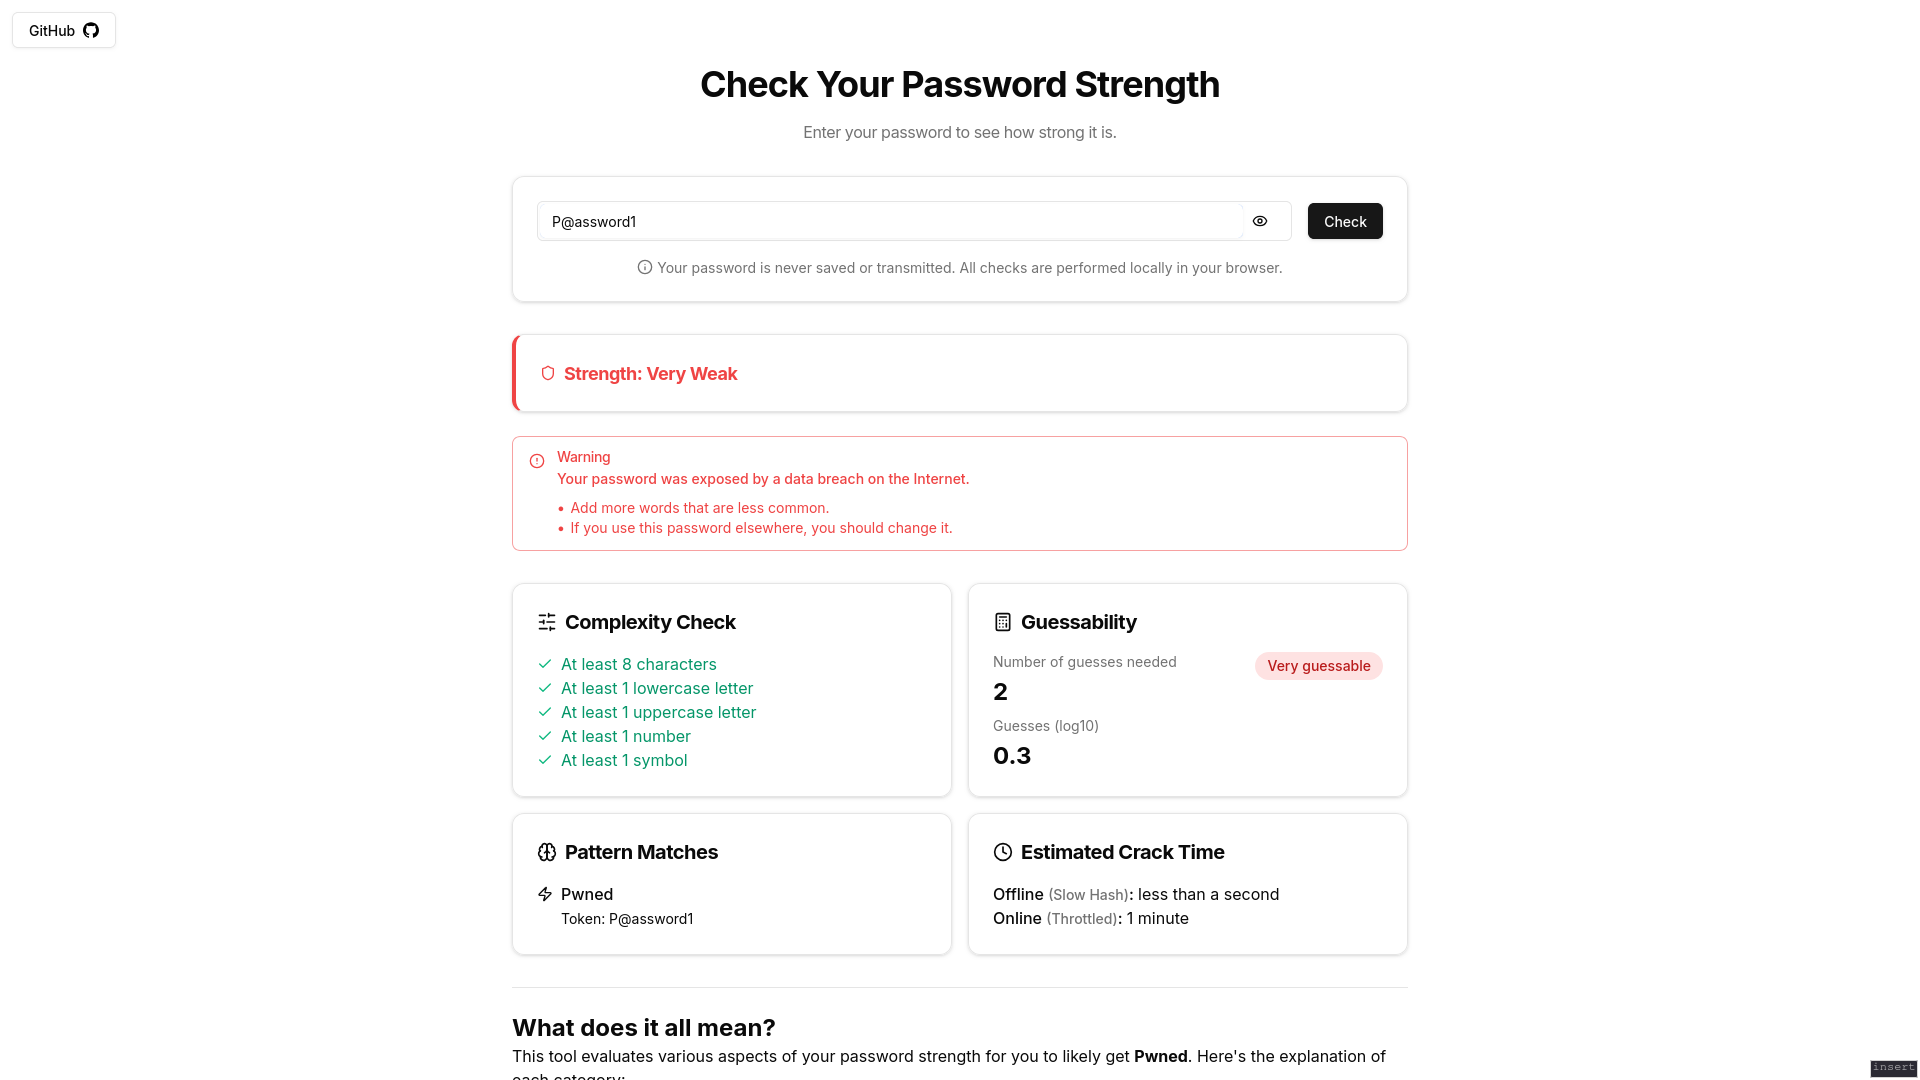 GitHub
Check Your Password Strength
Enter your password to see how strong it is.
P@assword1
Check
Your password is never saved or transmitted. All checks are performed locally in your browser.
Strength: Very Weak
Warning
Your password was exposed by a data breach on the Internet.
• Add more words that are less common.
• If you use this password elsewhere, you should change it.
Complexity Check
At least 8 characters
At least 1 lowercase letter
At least 1 uppercase letter
At least 1 number
At least 1 symbol
Guessability
Number of guesses needed
Very guessable
2
Guesses (log10)
0.3
Pattern Matches
Pwned
Token: P@assword1
Estimated Crack Time
Offline (Slow Hash): less than a second
Online (Throttled): 1 minute
What does it all mean?
This tool evaluates various aspects of your password strength for you to likely get Pwned. Here's the explanation of
each category:
insert